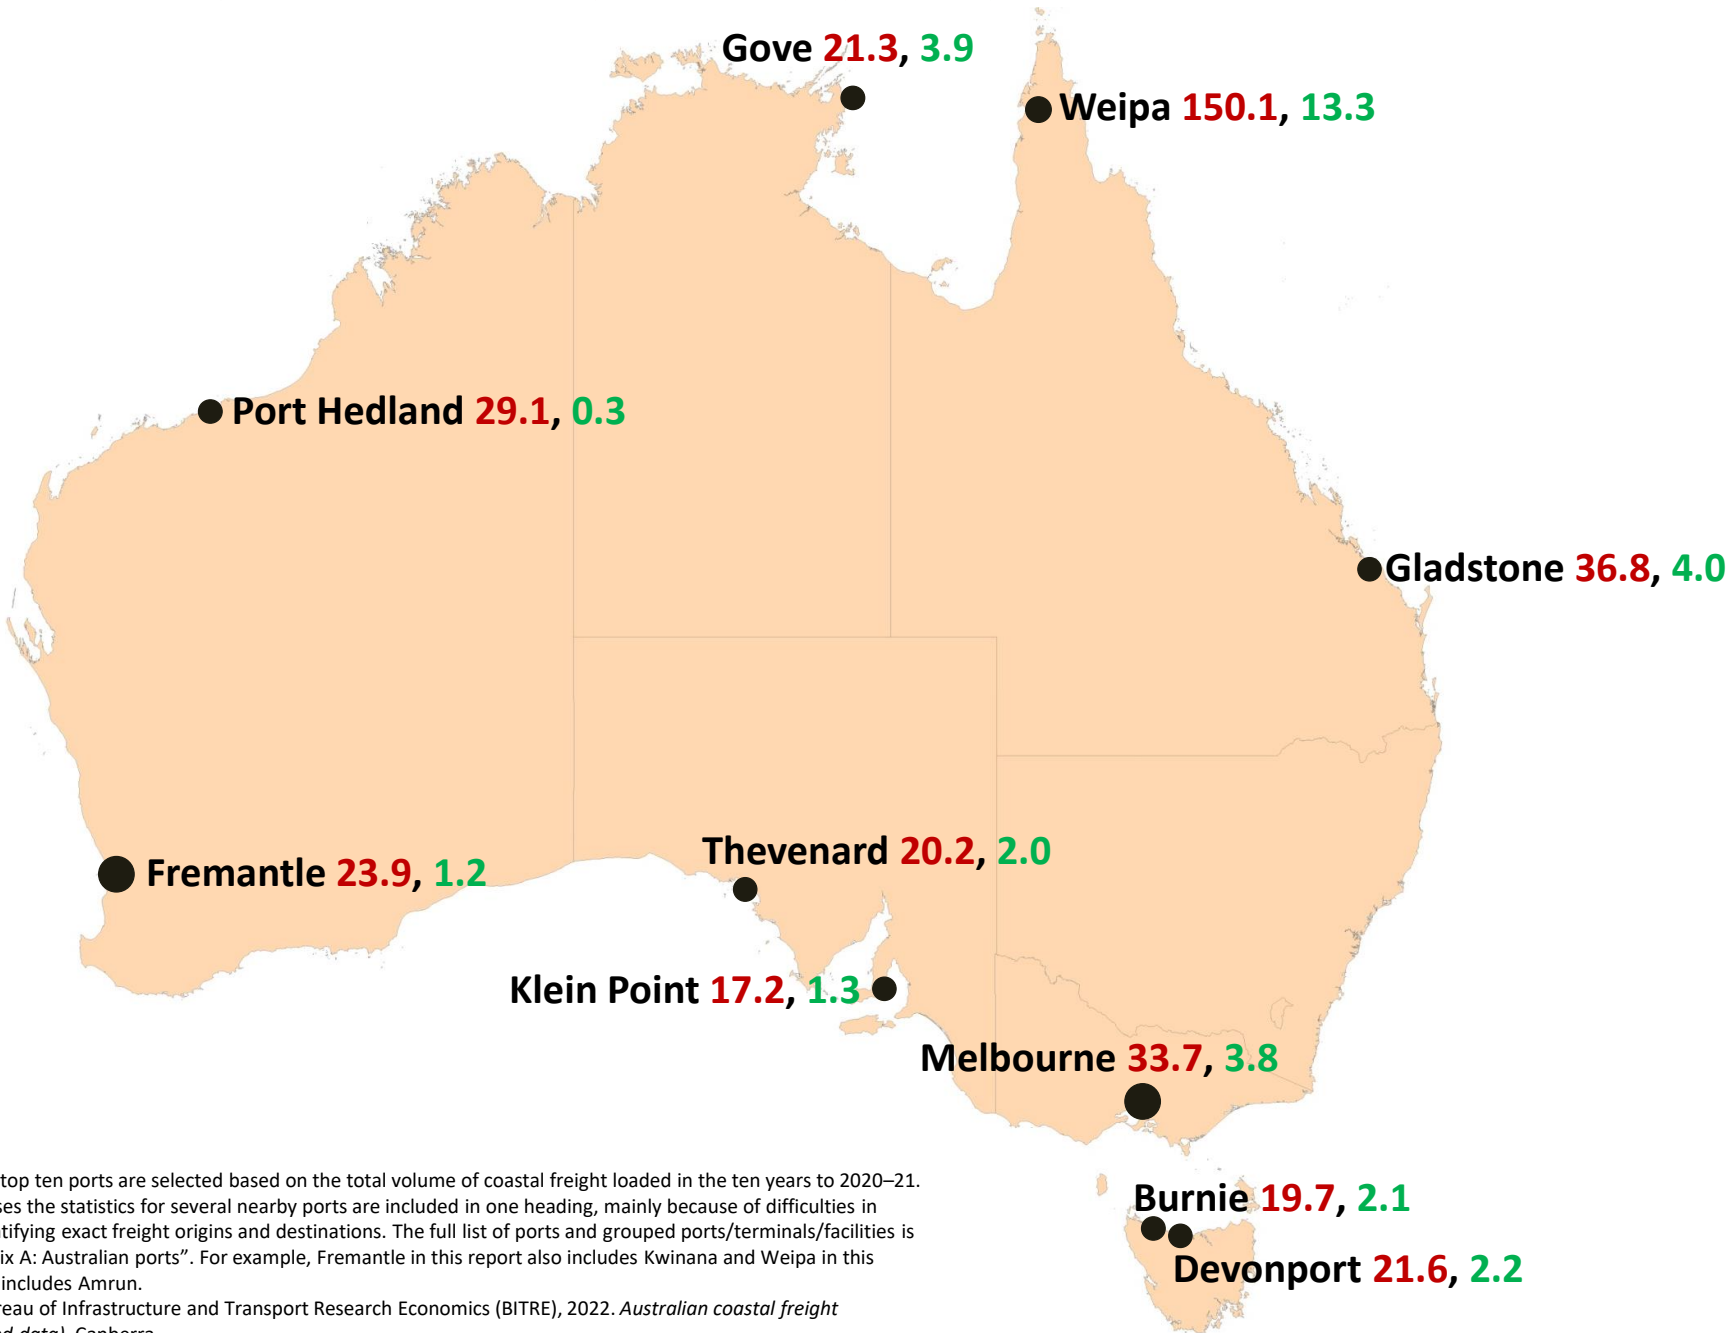 Gove 21.3, 3.9
Weipa 150.1, 13.3
Port Hedland 29.1, 0.3
Gladstone 36.8, 4.0
Thevenard 20.2, 2.0
Fremantle 23.9, 1.2
Klein Point 17.2, 1.3
Melbourne 33.7, 3.8
Burnie 19.7, 2.1
Devonport 21.6, 2.2
top ten ports are selected based on the total volume of coastal freight loaded in the ten years to 2020–21.
ses the statistics for several nearby ports are included in one heading, mainly because of difficulties in
tifying exact freight origins and destinations. The full list of ports and grouped ports/terminals/facilities is
ix A: Australian ports”. For example, Fremantle in this report also includes Kwinana and Weipa in this
includes Amrun.
reau of Infrastructure and Transport Research Economics (BITRE), 2022. Australian coastal freight